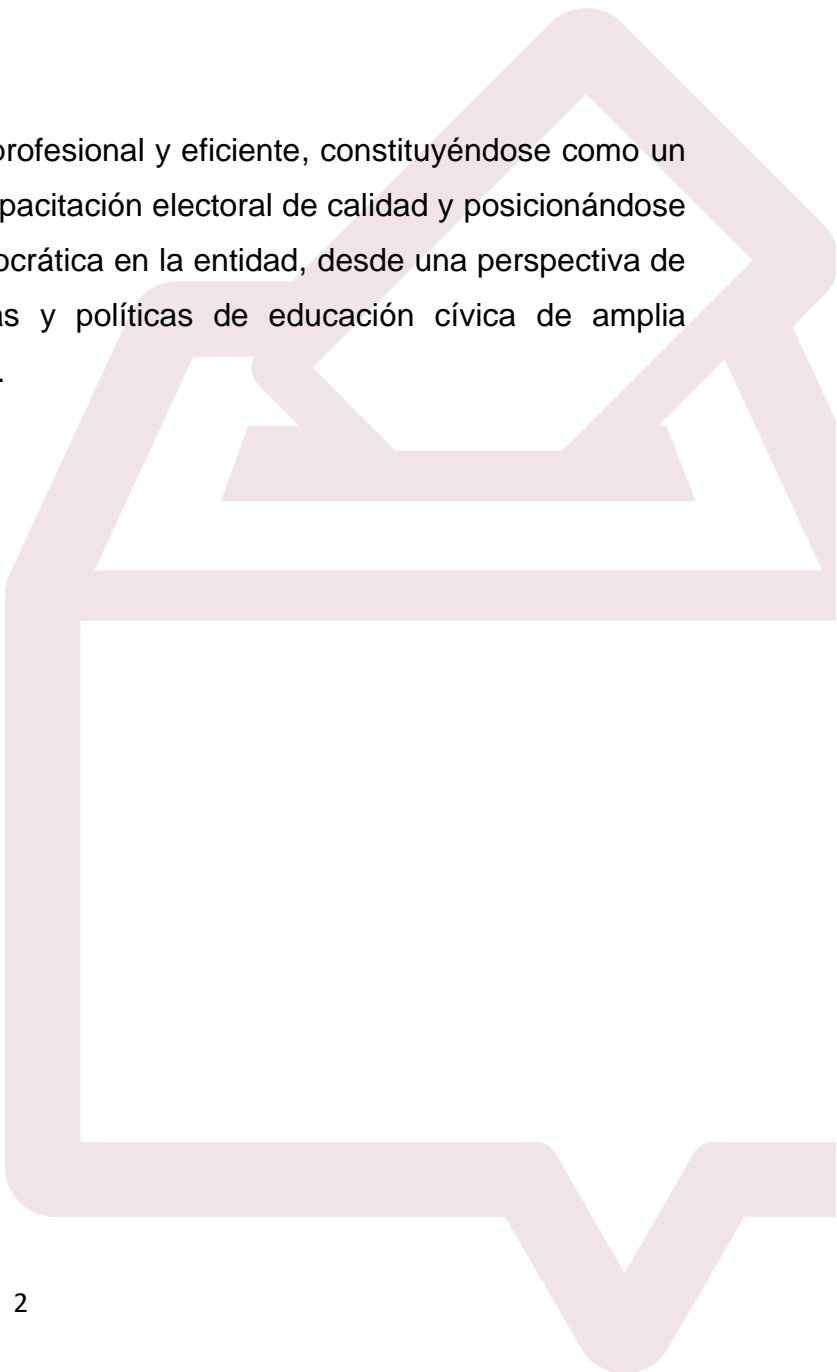 profesional y eficiente, constituyéndose como un
pacitación electoral de calidad y posicionándose
ocrática en la entidad, desde una perspectiva de
as y políticas de educación cívica de amplia
.
2